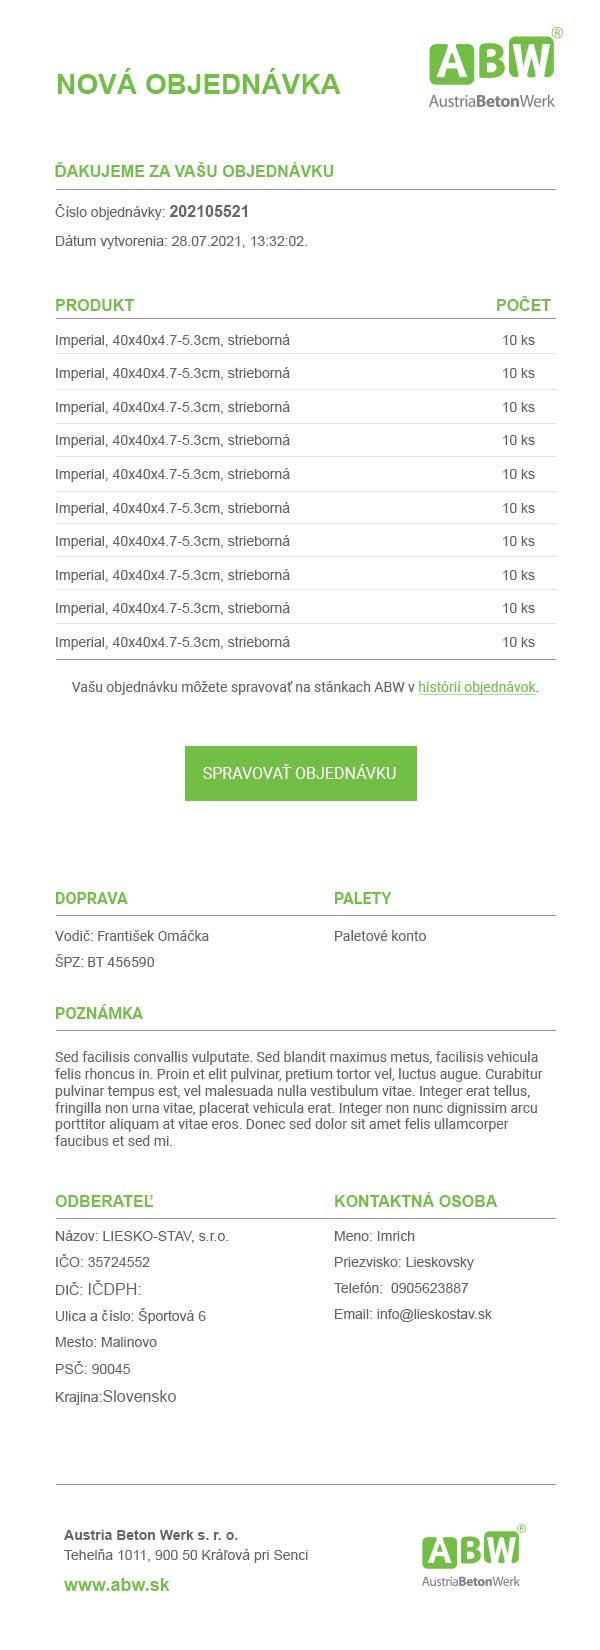 NOVÁ OBJEDNÁVKA
ABW®
AustriaBetonWerk
ĎAKUJEME ZA VAŠU OBJEDNÁVKU
Číslo objednávky: 202105521
Dátum vytvorenia: 28.07.2021, 13:32:02.
PRODUKT POČET
Imperial, 40x40x4.7-5.3cm, strieborná 10 ks
Imperial, 40x40x4.7-5.3cm, strieborná 10 ks
Imperial, 40x40x4.7-5.3cm, strieborná 10 ks
Imperial, 40x40x4.7-5.3cm, strieborná 10 ks
Imperial, 40x40x4.7-5.3cm, strieborná 10 ks
Imperial, 40x40x4.7-5.3cm, strieborná 10 ks
Imperial, 40x40x4.7-5.3cm, strieborná 10 ks
Imperial, 40x40x4.7-5.3cm, strieborná 10 ks
Imperial, 40x40x4.7-5.3cm, strieborná 10 ks
Imperial, 40x40x4.7-5.3cm, strieborná 10 ks
Vašu objednávku môžete spravovať na stánkach ABW v histórií objednávok.
SPRAVOVAŤ OBJEDNÁVKU
DOPRAVA
Vodič: František Omáčka
ŠPZ: BT 456590
PALETY
Paletové konto
POZNÁMKA
Sed facilisis convallis vulputate. Sed blandit maximus metus, facilisis vehicula
felis rhoncus in. Proin et elit pulvinar, pretium tortor vel, luctus augue. Curabitur
pulvinar tempus est, vel malesuada nulla vestibulum vitae. Integer erat tellus,
fringilla non urna vitae, placerat vehicula erat. Integer non nunc dignissim arcu
porttitor aliquam at vitae eros. Donec sed dolor sit amet felis ullamcorper
faucibus et sed mi.
ODBERATEĽ
Názov: LIESKO-STAV, s.r.o.
IČO: 35724552
DIČ: IČDPH:
Ulica a číslo: Športová 6
Mesto: Malinovo
PSČ: 90045
Krajina:Slovensko
KONTAKTNÁ OSOBA
Meno: Imrich
Priezvisko: Lieskovsky
Telefón: 0905623887
Email: info@lieskostav.sk
Austria Beton Werk s. r. o.
Tehelňa 1011, 900 50 Kráľová pri Senci
www.abw.sk
ABW®
AustriaBetonWerk